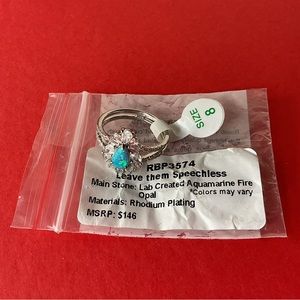 SIZE
8
RBP3574
Leave them Speechless
Main Stone: Lab Created Aquamarine Fire
Opal *Colors may vary
Materials: Rhodium Plating
MSRP: $146